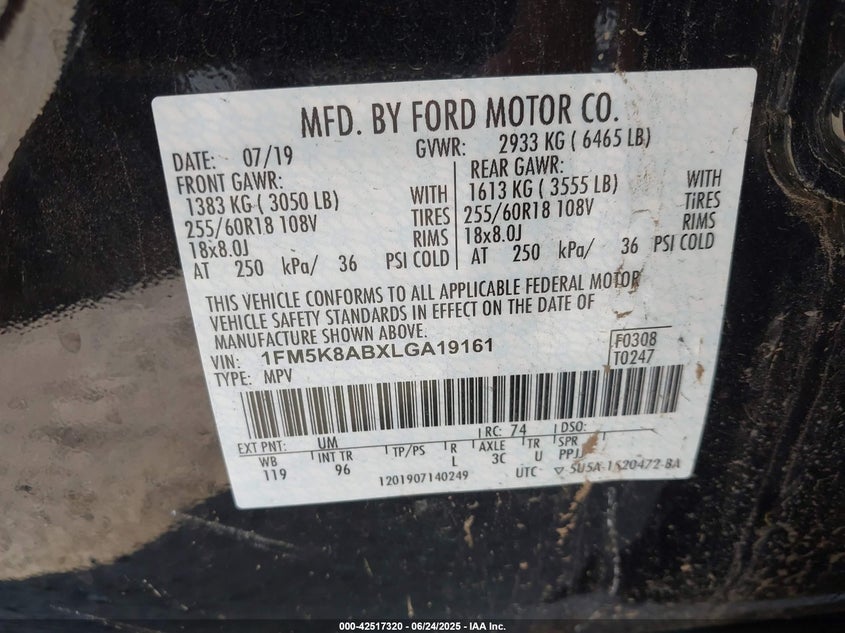 MFD. BY FORD MOTOR CO.
DATE: 07/19 GVWR: 2933 KG ( 6465 LB)
FRONT GAWR: REAR GAWR:
1383 KG ( 3050 LB) WITH 1613 KG ( 3555 LB) WITH
255/60R18 108V TIRES 255/60R18 108V TIRES
18x8.0J RIMS 18x8.0J RIMS
AT 250 kPa/ 36 PSI COLD AT 250 kPa/ 36 PSI COLD
THIS VEHICLE CONFORMS TO ALL APPLICABLE FEDERAL MOTOR
VEHICLE SAFETY STANDARDS IN EFFECT ON THE DATE OF
MANUFACTURE SHOWN ABOVE.
VIN: 1FM5K8ABXLGA19161 F0308
TYPE: MPV T0247
EXT PNT: UM RC: 74 DSO:
WB INT TR TP/PS R AXLE TR SPR
119 96 L 3C U PPJ
1201907140249 UTC ▽ 5U5A-1520472-BA
000-42517320 - 06/24/2025 - IAA Inc.